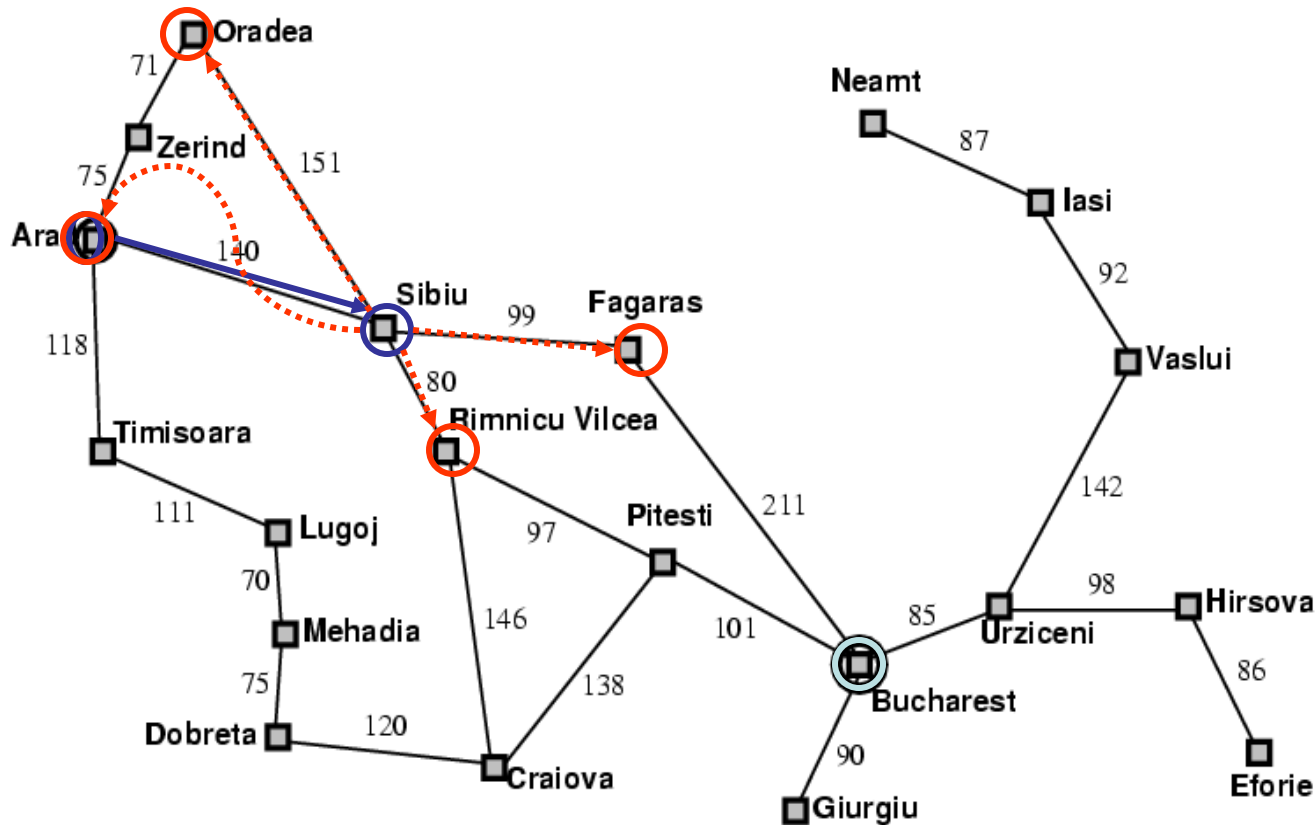 Oradea
71
Neamt
Zerind
87
151
75
Iasi
Ara
140
92
Sibiu
Fagaras
99
118
Vaslui
80
Timisoara
Rimnicu Vilcea
142
111
211
Lugoj
97
Pitesti
70
98
Hirsova
85
Mehadia
146
101
Urziceni
86
75
138
Bucharest
Dobreta
120
90
Craiova
Eforie
Giurgiu